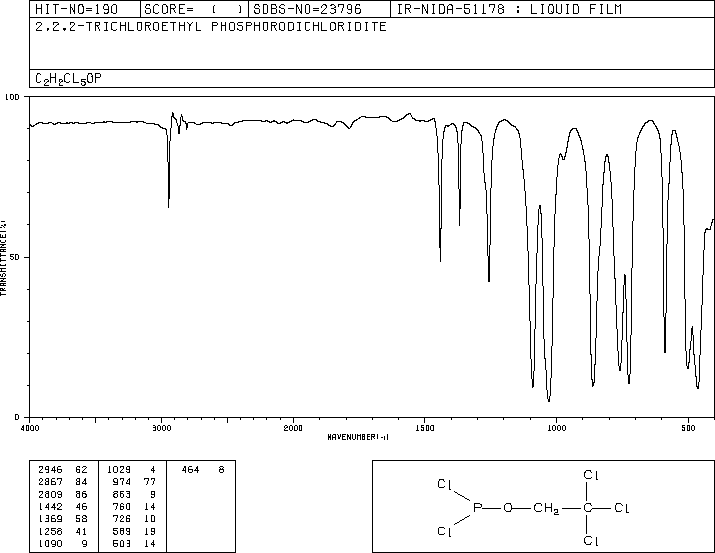 HIT-NO=190 SCORE= ( ) SDBS-NO=23796 IR-NIDA-51178 : LIQUID FILM
2,2,2-TRICHLOROETHYL PHOSPHORODICHLORIDITE
C2H2CL5OP
100
TRANSMITTANCE(%)
50
0
4000 3000 2000 1500 1000 500
WAVENUMBER(-1)
2946 62 1029 4 464 8
2867 84 974 77
2809 86 863 9
1442 46 760 14
1369 58 726 10
1258 41 589 19
1090 9 503 14
Cl Cl
P O CH2 C Cl
Cl Cl